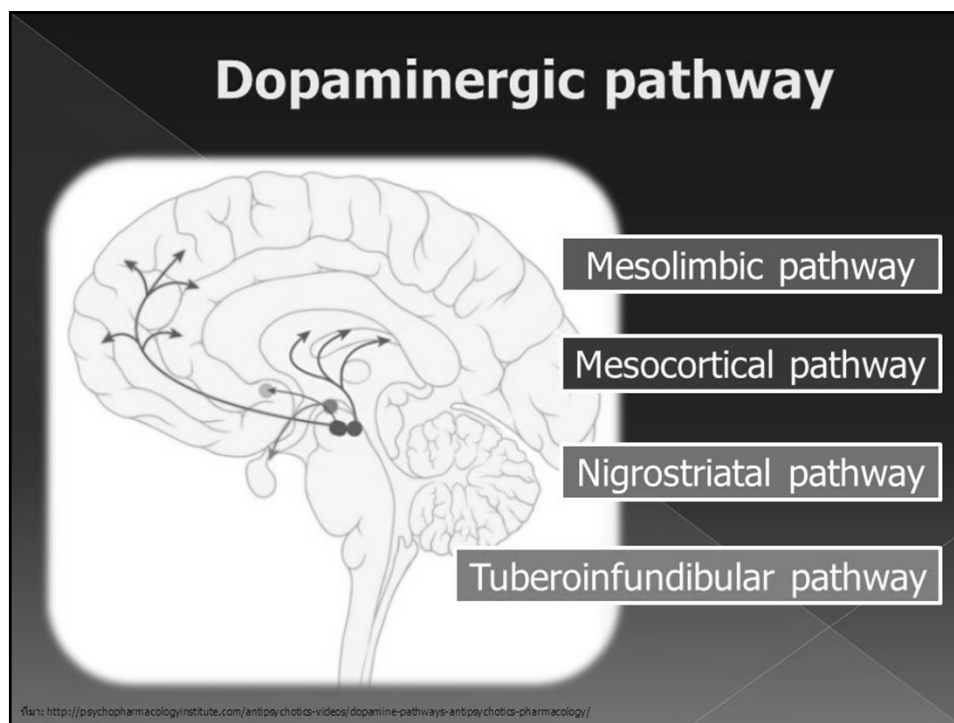 Dopaminergic pathway
Mesolimbic pathway
Mesocortical pathway
Nigrostriatal pathway
Tuberoinfundibular pathway
ที่มา: http://psychopharmacologyinstitute.com/antipsychotics-videos/dopamine-pathways-antipsychotics-pharmacology/